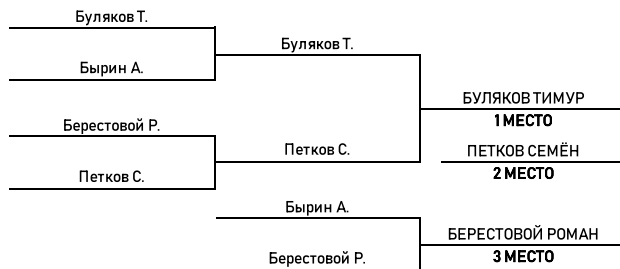 Буляков Т.
Буляков Т.
Бырин А.
БУЛЯКОВ ТИМУР
1 МЕСТО
Берестовой Р.
Петков С.
ПЕТКОВ СЕМЁН
2 МЕСТО
Петков С.
Бырин А.
БЕРЕСТОВОЙ РОМАН
3 МЕСТО
Берестовой Р.